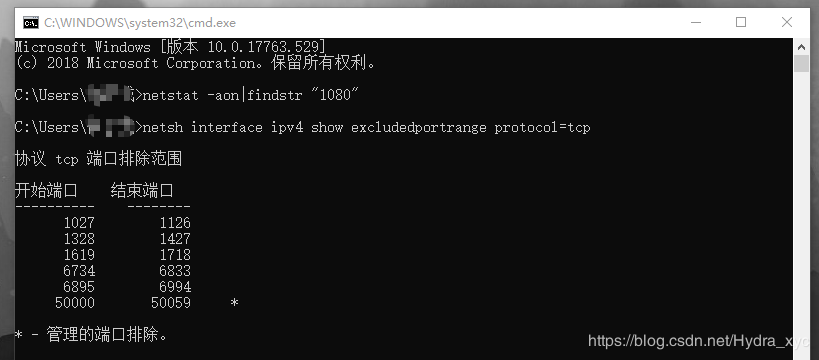 C:\WINDOWS\system32\cmd.exe
Microsoft Windows [版本 10.0.17763.529]
(c) 2018 Microsoft Corporation。保留所有权利。
C:\Users\ >netstat -aon|findstr "1080"
C:\Users\ >netsh interface ipv4 show excludedportrange protocol=tcp
协议 tcp 端口排除范围
开始端口 结束端口
---------- --------
1027 1126
1328 1427
1619 1718
6734 6833
6895 6994
50000 50059 *
* - 管理的端口排除。
https://blog.csdn.net/Hydra_xyc